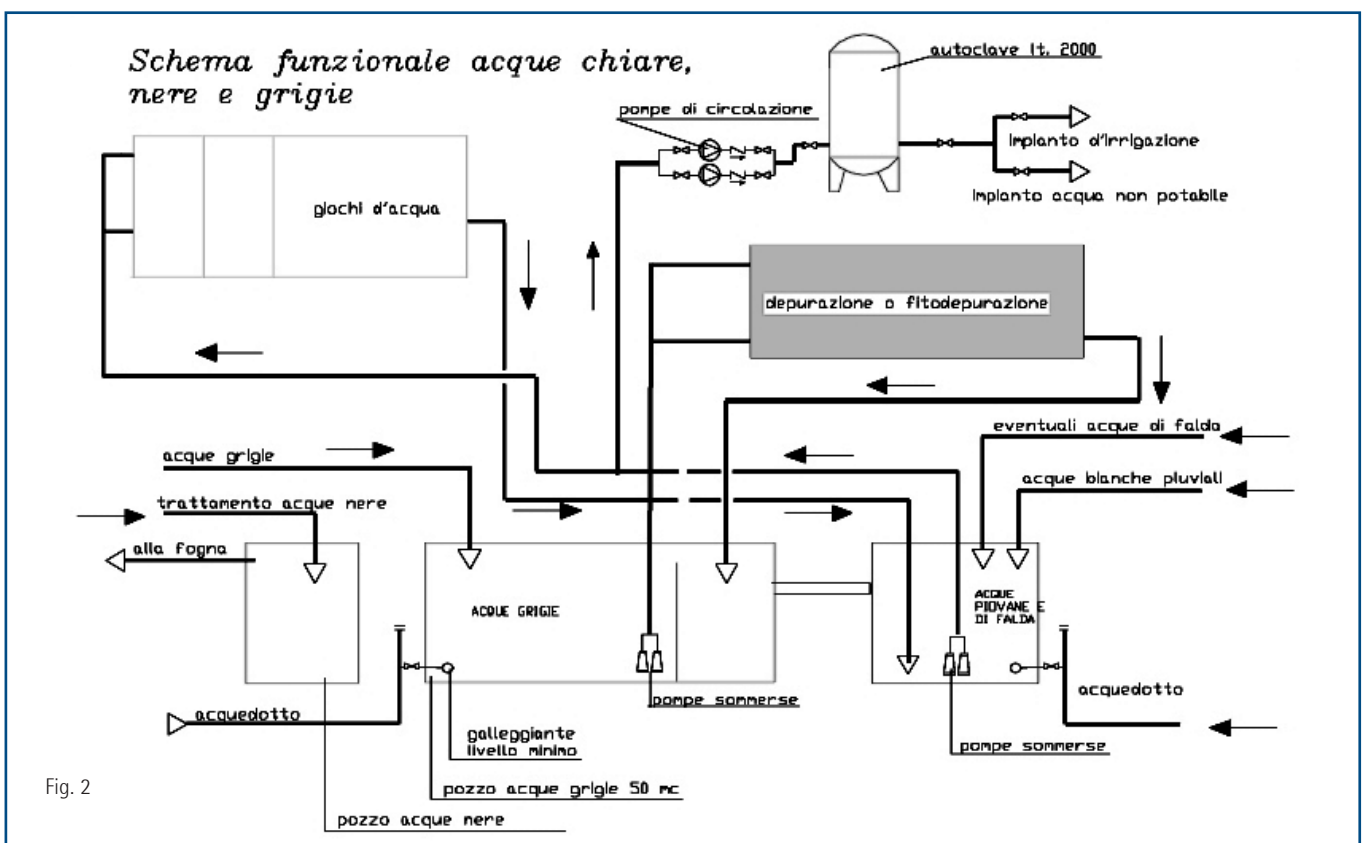 Schema funzionale acque chiare,
nere e grigie
autoclave lt. 2000
pompe di circolazione
impianto d'irrigazione
impianto acqua non potabile
giochi d'acqua
depurazione o fitodepurazione
eventuali acque di falda
acque grigie
acque bianche pluviali
trattamento acque nere
alla fogna
ACQUE GRIGIE
ACQUE
PIOVANE E
DI FALDA
pompe sommerse
acquedotto
acquedotto
galleggiante
livello minimo
pompe sommerse
pozzo acque grigie 50 mc
pozzo acque nere
Fig. 2